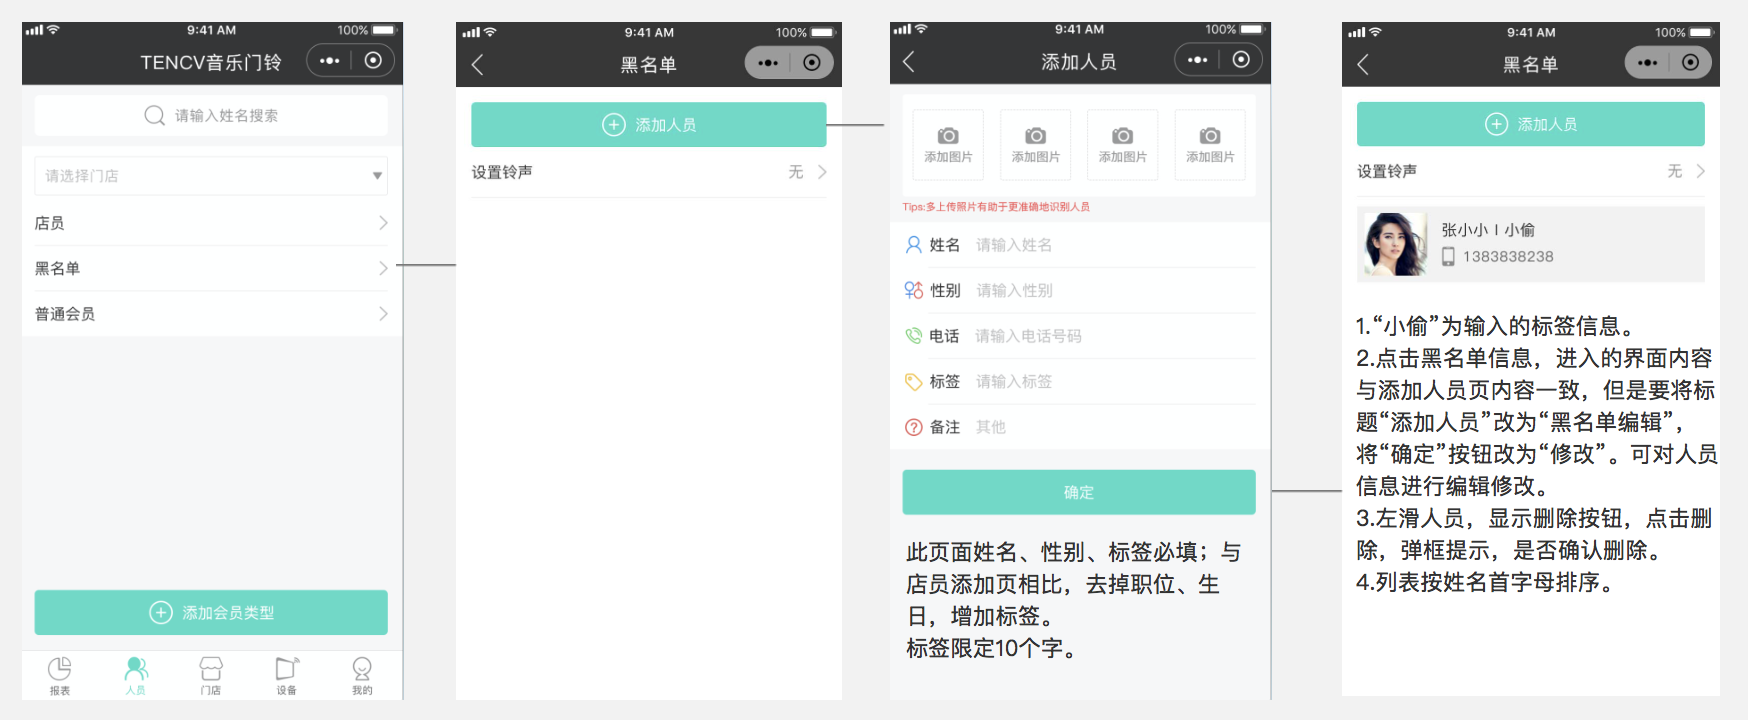 9:41 AM
100%
TENCV音乐门铃
请输入姓名搜索
请选择门店
店员
黑名单
普通会员
添加会员类型
报表
人员
门店
设备
我的
9:41 AM
100%
黑名单
添加人员
设置铃声
无
9:41 AM
100%
添加人员
添加图片
添加图片
添加图片
添加图片
Tips:多上传照片有助于更准确地识别人员
姓名
请输入姓名
性别
请输入性别
电话
请输入电话号码
标签
请输入标签
备注
其他
确定
此页面姓名、性别、标签必填；与
店员添加页相比，去掉职位、生
日，增加标签。
标签限定10个字。
9:41 AM
100%
黑名单
添加人员
设置铃声
无
张小小 I 小偷
1383838238
1.“小偷”为输入的标签信息。
2.点击黑名单信息，进入的界面内容
与添加人员页内容一致，但是要将标
题“添加人员”改为“黑名单编辑”，
将“确定”按钮改为“修改”。可对人员
信息进行编辑修改。
3.左滑人员，显示删除按钮，点击删
除，弹框提示，是否确认删除。
4.列表按姓名首字母排序。